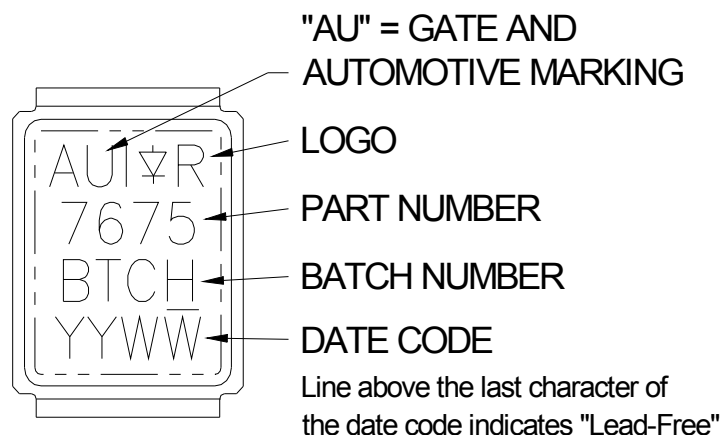 "AU" = GATE AND
AUTOMOTIVE MARKING
LOGO
PART NUMBER
BATCH NUMBER
DATE CODE
Line above the last character of
the date code indicates "Lead-Free"
AUI R
7675
BTCH
YYWW̅